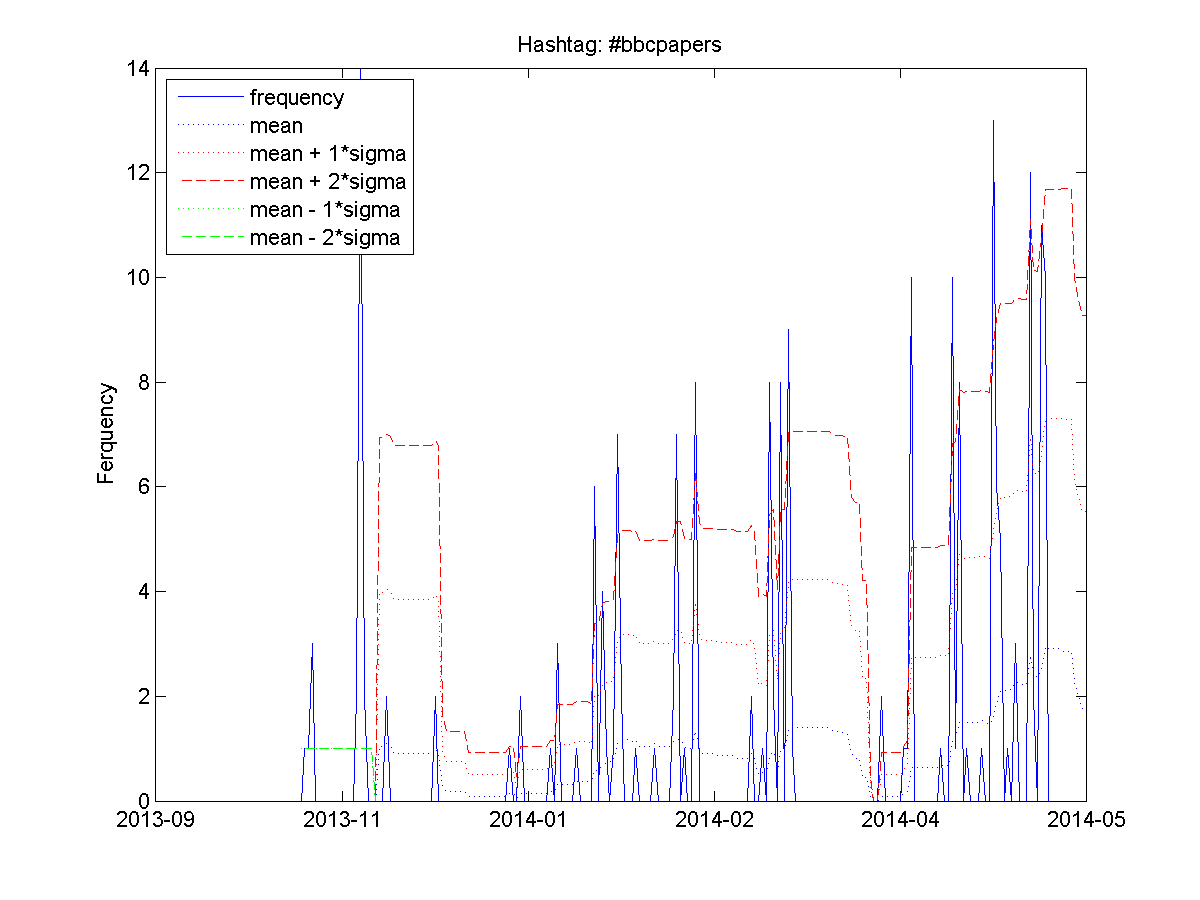 Hashtag: #bbcpapers
14
12
10
8
6
4
2
0
Ferquency
frequency
mean
mean + 1*sigma
mean + 2*sigma
mean - 1*sigma
mean - 2*sigma
2013-09 2013-11 2014-01 2014-02 2014-04 2014-05